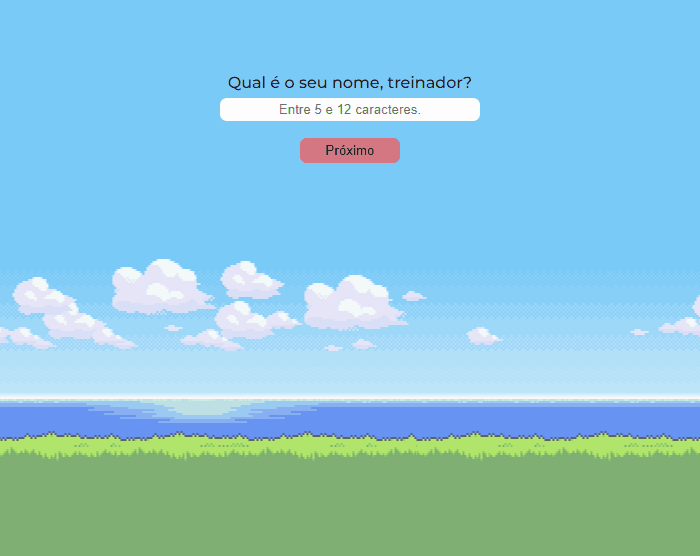 Qual é o seu nome, treinador?
Entre 5 e 12 caracteres.
Próximo